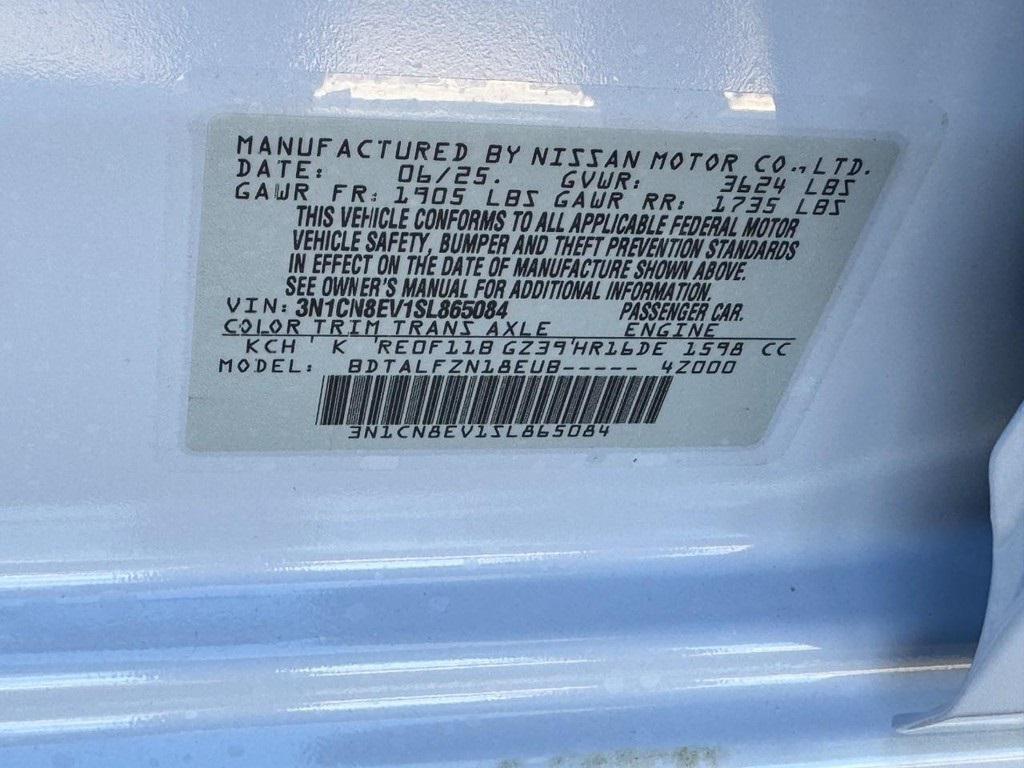 MANUFACTURED BY NISSAN MOTOR CO.,LTD.
DATE: 06/25. GVWR: 3624 LBS
GAWR FR: 1905 LBS GAWR RR: 1735 LBS
THIS VEHICLE CONFORMS TO ALL APPLICABLE FEDERAL MOTOR
VEHICLE SAFETY, BUMPER AND THEFT PREVENTION STANDARDS
IN EFFECT ON THE DATE OF MANUFACTURE SHOWN ABOVE.
SEE OWNER'S MANUAL FOR ADDITIONAL INFORMATION.
VIN: 3N1CN8EV1SL865084 PASSENGER CAR.
COLOR TRIM TRANS AXLE ENGINE
KCH ' K 'RE0F11B GZ39'HR16DE 1598 CC
MODEL: BDTALFZN18EUB----- 4Z000
3N1CN8EV1SL865084